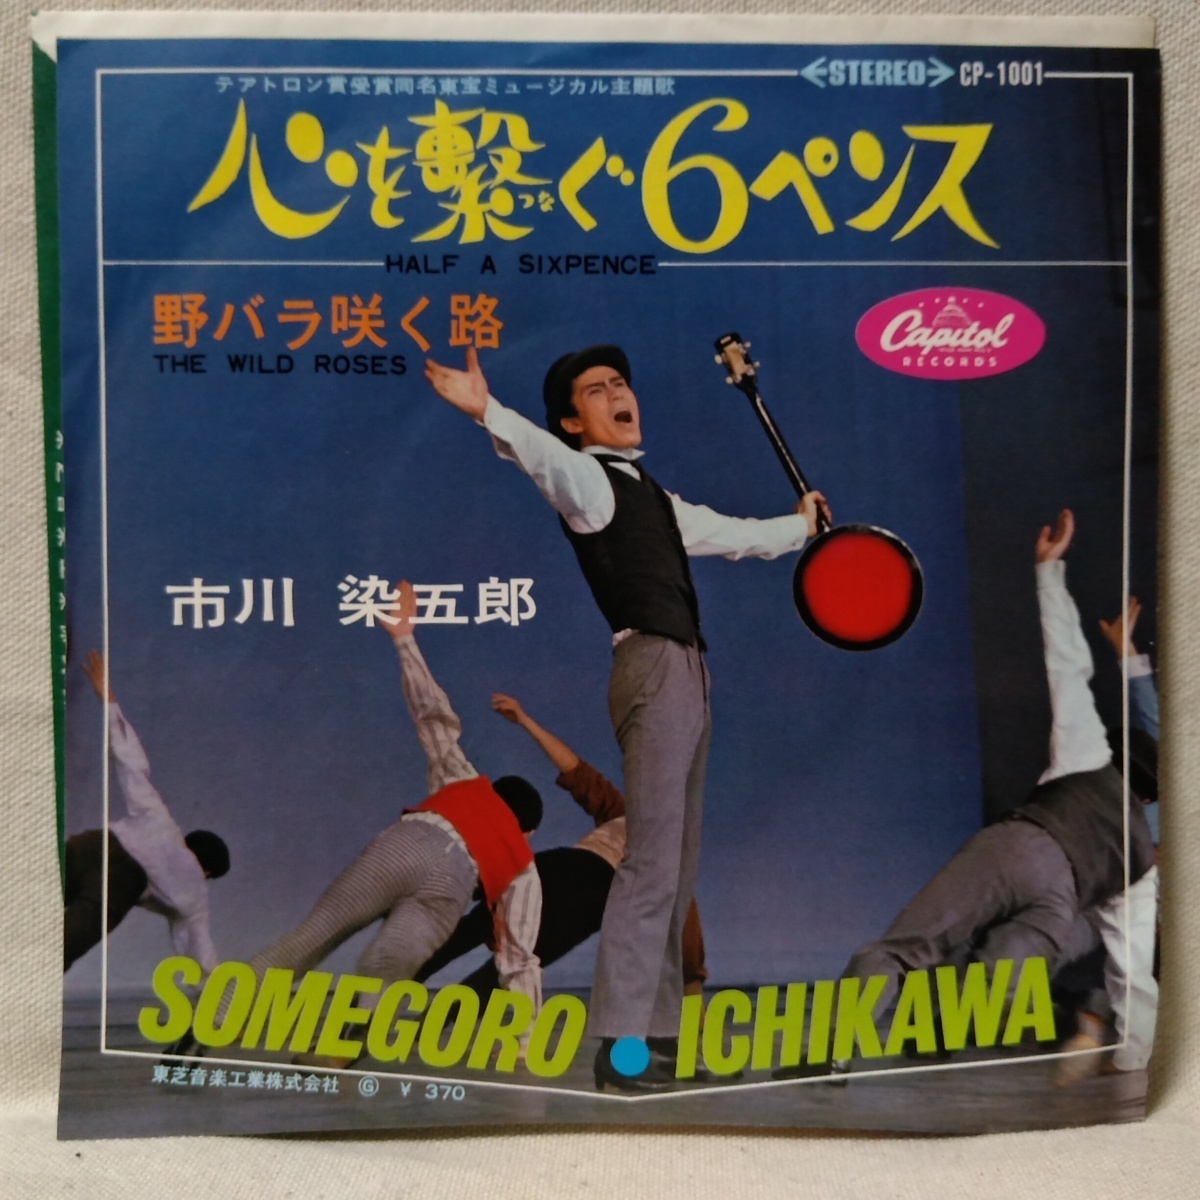 STEREO CP-1001
テアトロン賞受賞同名東宝ミュージカル主題歌
心を繋ぐ6ペンス
つな
HALF A SIXPENCE
野バラ咲く路
THE WILD ROSES
Capitol
RECORDS
市川 染五郎
SOMEGORO • ICHIKAWA
東芝音楽工業株式会社 Ⓖ ¥ 370